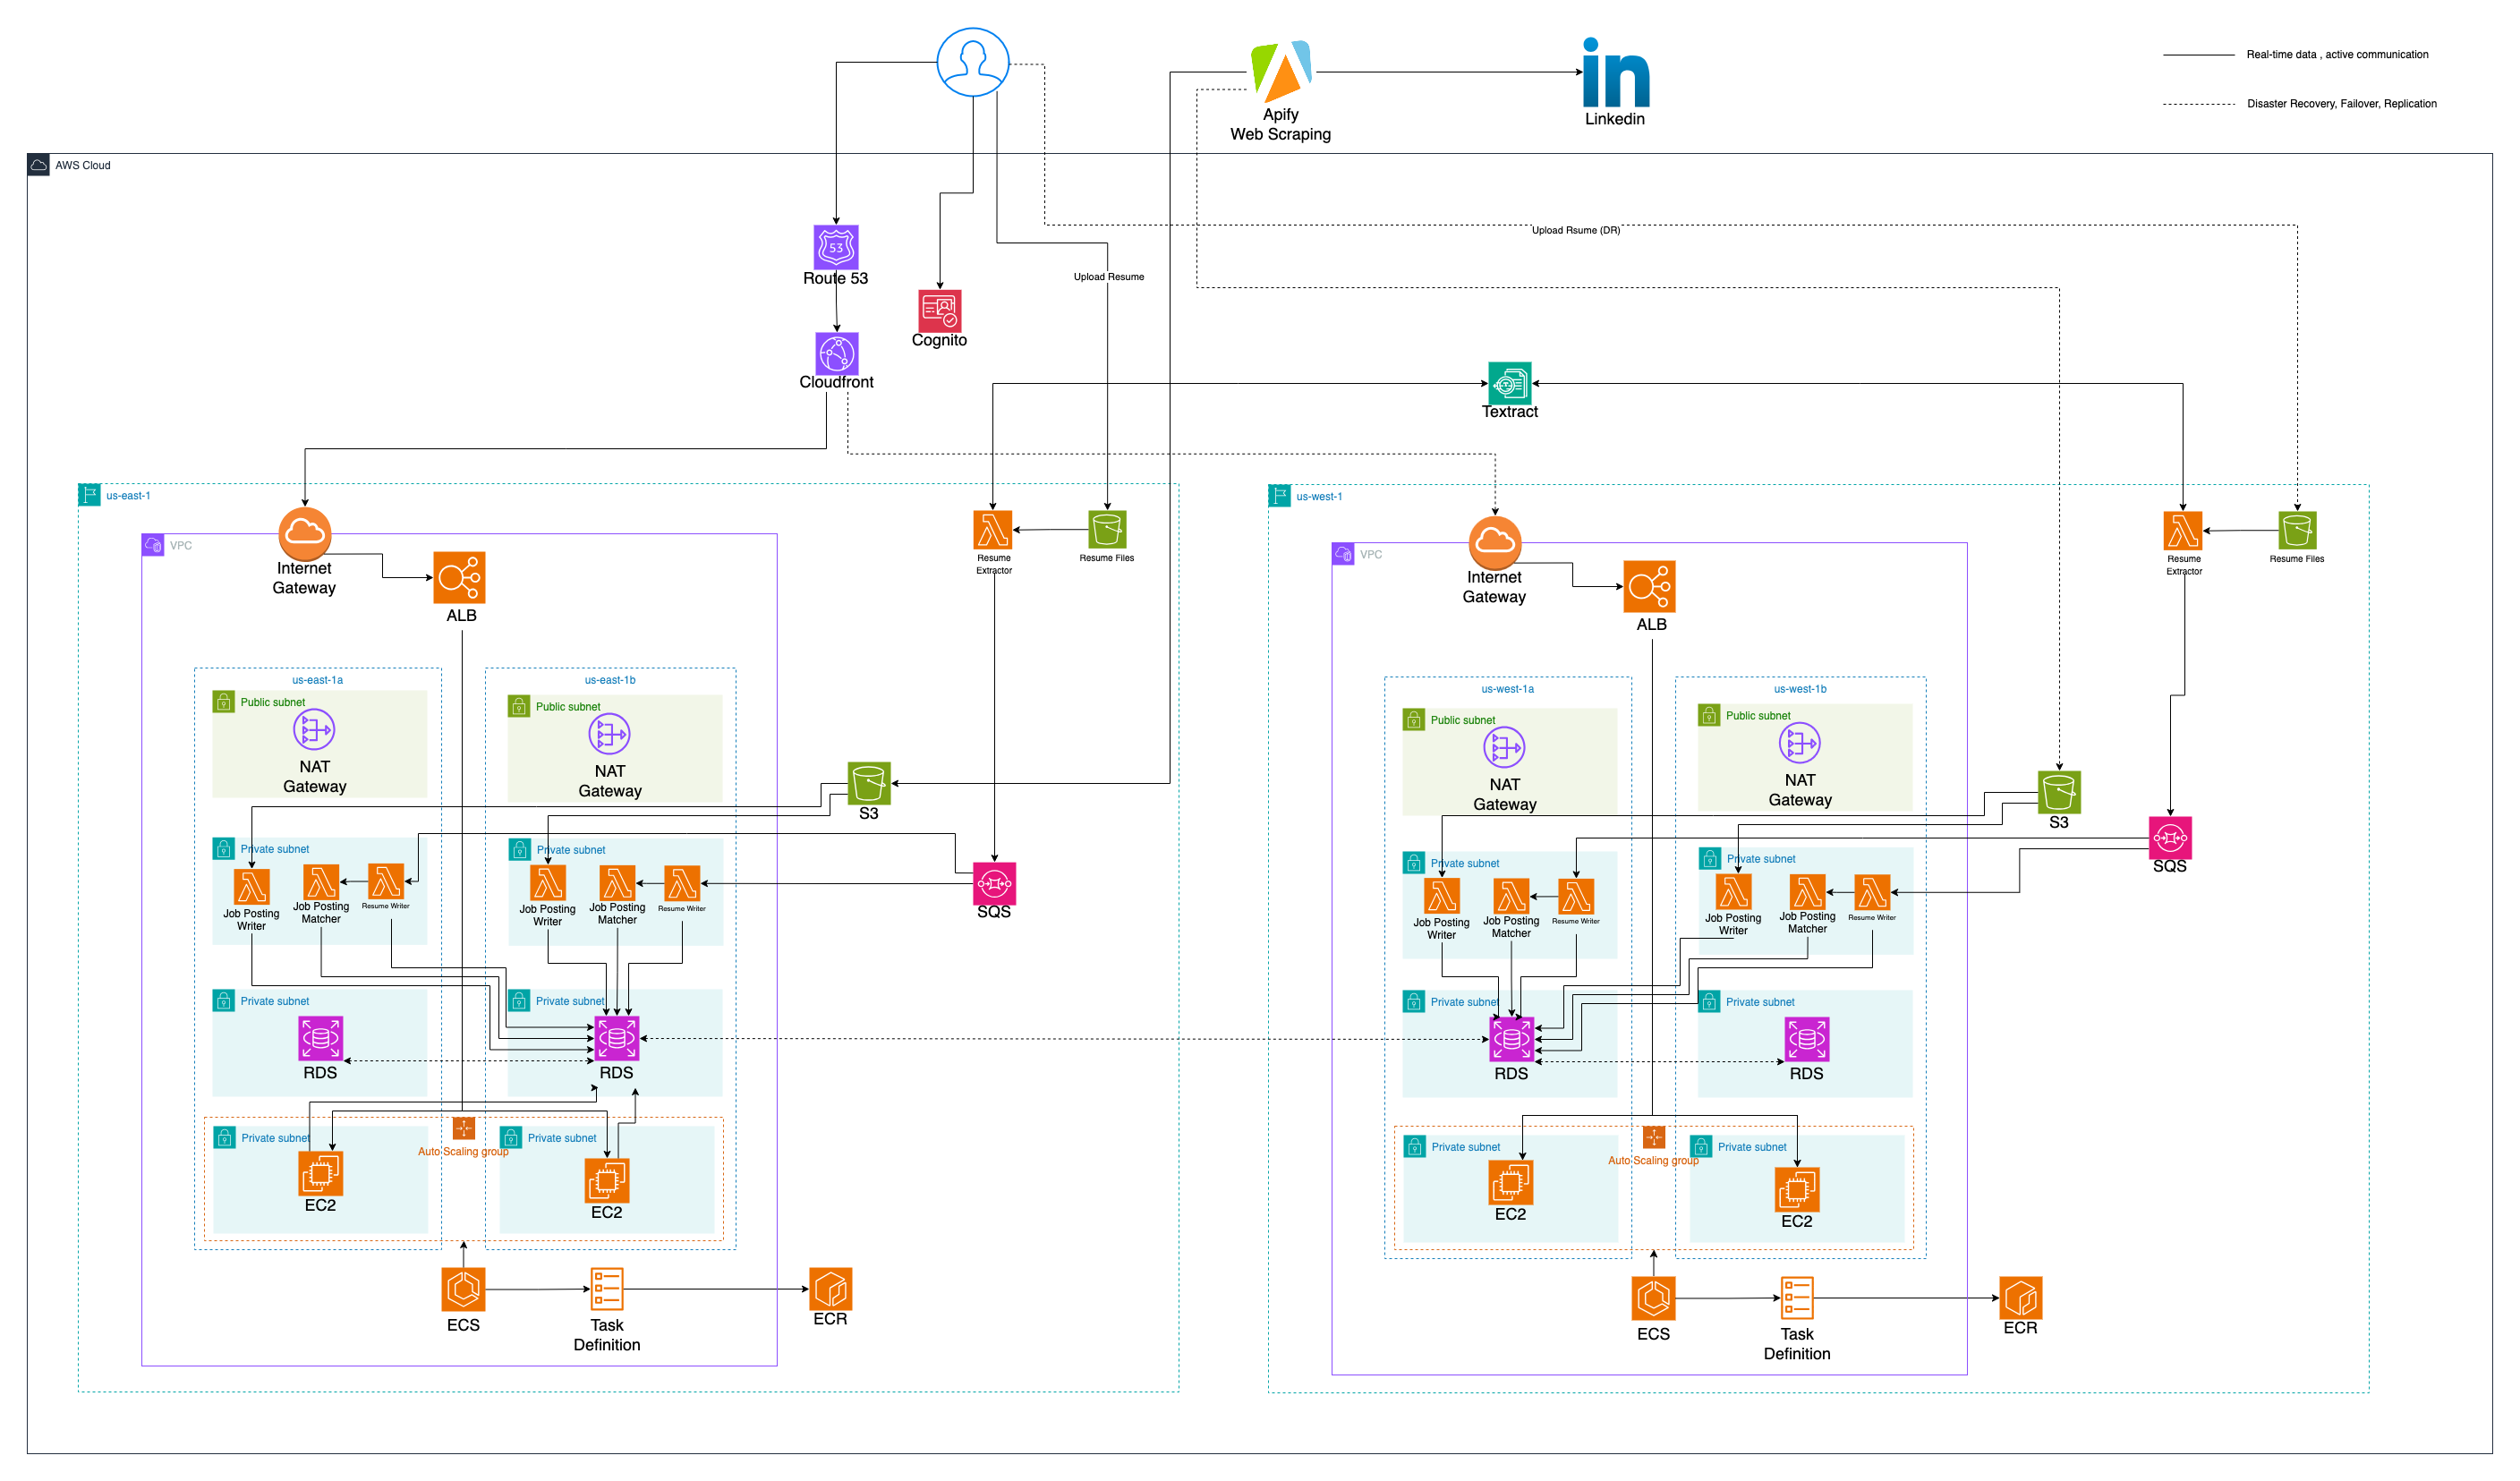 Real-time data , active communication
Disaster Recovery, Failover, Replication
in
Apify
Web Scraping
Linkedin
AWS Cloud
Upload Rsume (DR)
53
Route 53
Upload Resume
Cognito
Cloudfront
Textract
us-east-1
VPC
Internet
Gateway
ALB
Resume
Extractor
Resume Files
us-east-1a
Public subnet
NAT
Gateway
us-east-1b
Public subnet
NAT
Gateway
S3
Private subnet
Job Posting
Writer
Job Posting
Matcher
Resume Writer
Private subnet
Job Posting
Writer
Job Posting
Matcher
Resume Writer
SQS
Private subnet
RDS
Private subnet
RDS
Private subnet
EC2
Auto Scaling group
Private subnet
EC2
ECS
Task
Definition
ECR
us-west-1
VPC
Internet
Gateway
ALB
Resume
Extractor
Resume Files
us-west-1a
Public subnet
NAT
Gateway
us-west-1b
Public subnet
NAT
Gateway
S3
Private subnet
Job Posting
Writer
Job Posting
Matcher
Resume Writer
Private subnet
Job Posting
Writer
Job Posting
Matcher
Resume Writer
SQS
Private subnet
RDS
Private subnet
RDS
Private subnet
EC2
Auto Scaling group
Private subnet
EC2
ECS
Task
Definition
ECR